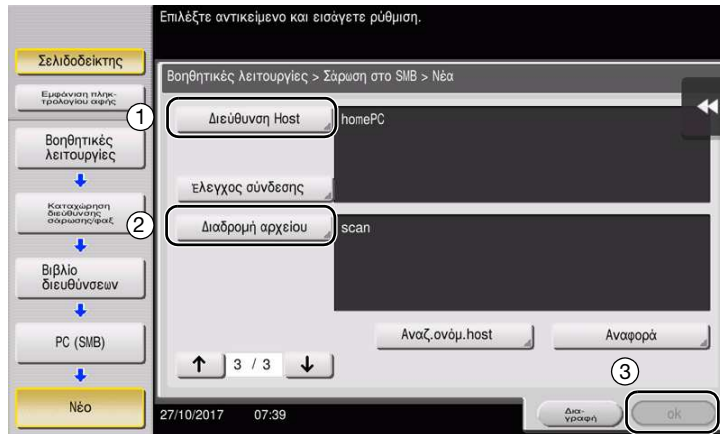 Επιλέξτε αντικείμενο και εισάγετε ρύθμιση.
Σελιδοδείκτης
Εμφάνιση πληκ-
τρολογίου αφής
Βοηθητικές
λειτουργίες
Καταχώρηση
διεύθυνσης
σάρωσης/φαξ
Βιβλίο
διευθύνσεων
PC (SMB)
Νέο
Βοηθητικές λειτουργίες > Σάρωση στο SMB > Νέα
1
Διεύθυνση Host
homePC
Έλεγχος σύνδεσης
2
Διαδρομή αρχείου
scan
Αναζ.ονόμ.host
Αναφορά
3 / 3
3
27/10/2017 07:39
Δια-
γραφή
ok